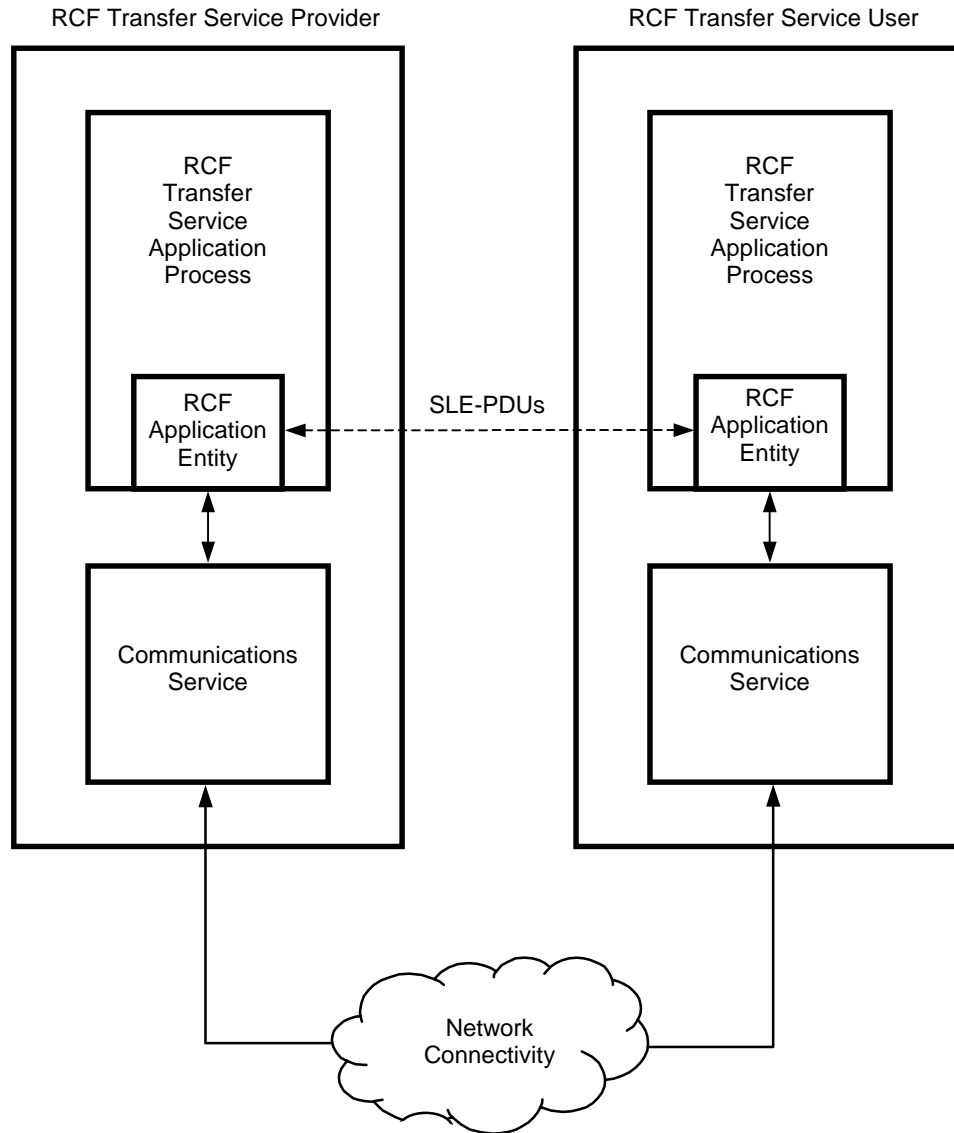 RCF Transfer Service Provider
RCF Transfer Service User
RCF
Transfer
Service
Application
Process
RCF
Transfer
Service
Application
Process
RCF
Application
Entity
SLE-PDUs
RCF
Application
Entity
Communications
Service
Communications
Service
Network
Connectivity